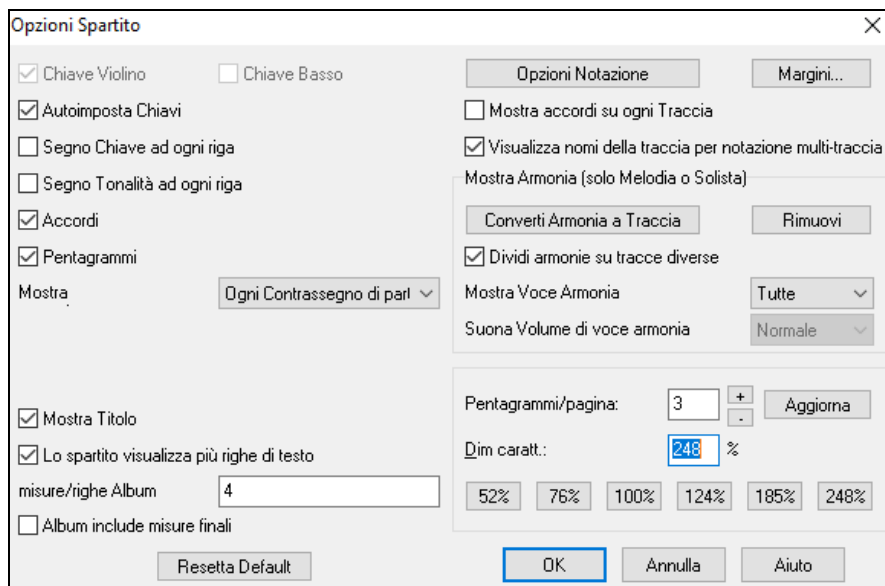 Opzioni Spartito
Chiave Violino
Chiave Basso
Autoimposta Chiavi
Segno Chiave ad ogni riga
Segno Tonalità ad ogni riga
Accordi
Pentagrammi
Mostra
Ogni Contrassegno di parl
Mostra Titolo
Lo spartito visualizza più righe di testo
misure/righe Album
4
Album include misure finali
Resetta Default
Opzioni Notazione
Margini...
Mostra accordi su ogni Traccia
Visualizza nomi della traccia per notazione multi-traccia
Mostra Armonia (solo Melodia o Solista)
Converti Armonia a Traccia
Rimuovi
Dividi armonie su tracce diverse
Mostra Voce Armonia
Tutte
Suona Volume di voce armonia
Normale
Pentagrammi/pagina:
3
+
-
Aggiorna
Dim caratt.:
248
%
52%
76%
100%
124%
185%
248%
OK
Annulla
Aiuto